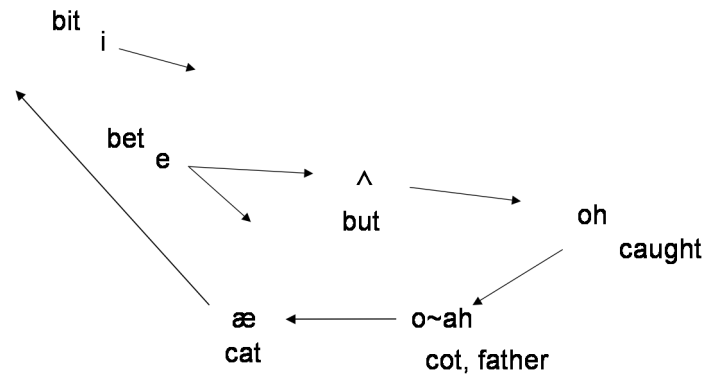 bit
i
bet
e
ʌ
but
oh
caught
æ
cat
o~ah
cot, father